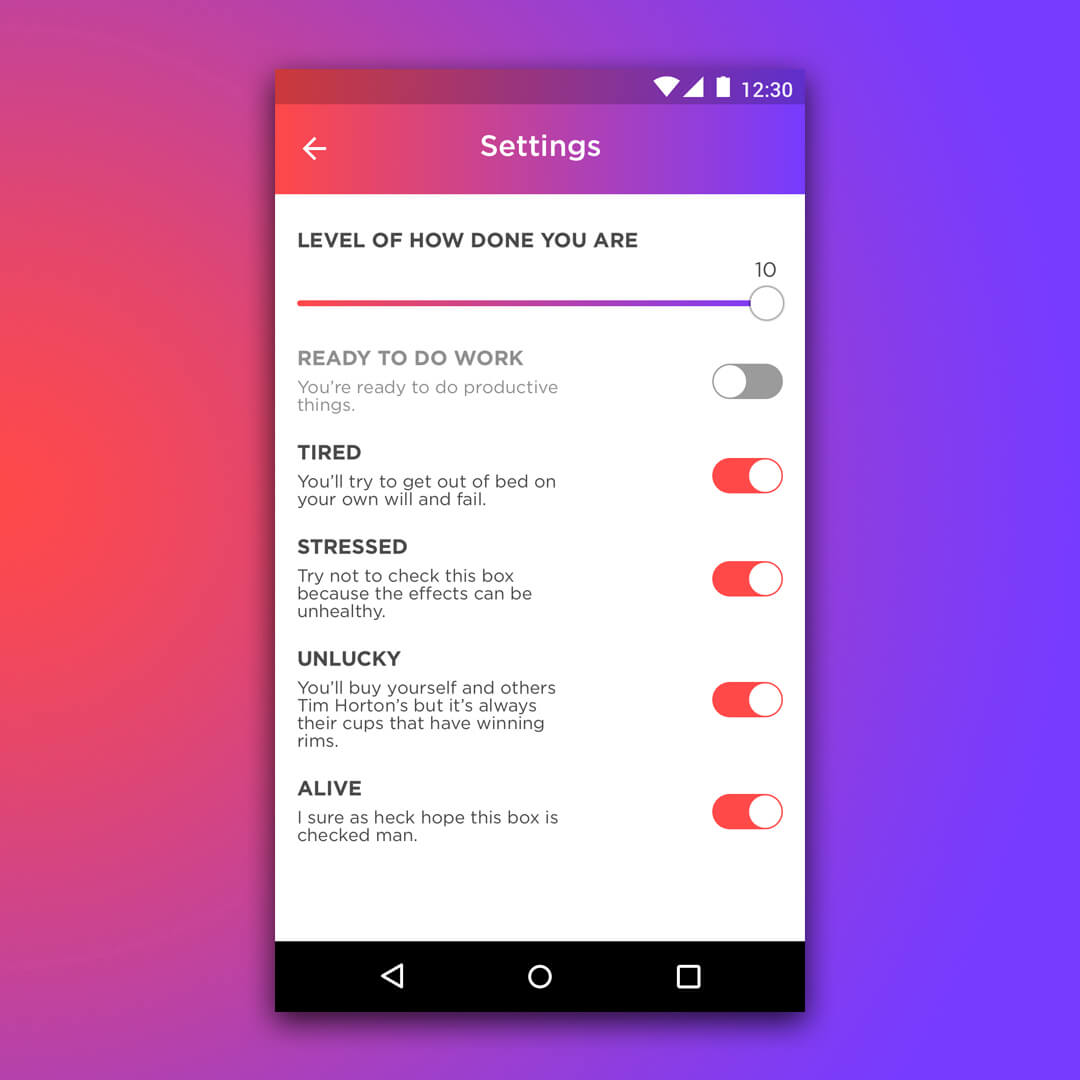 12:30
Settings
LEVEL OF HOW DONE YOU ARE
10
READY TO DO WORK
You’re ready to do productive
things.
TIRED
You’ll try to get out of bed on
your own will and fail.
STRESSED
Try not to check this box
because the effects can be
unhealthy.
UNLUCKY
You’ll buy yourself and others
Tim Horton’s but it’s always
their cups that have winning
rims.
ALIVE
I sure as heck hope this box is
checked man.